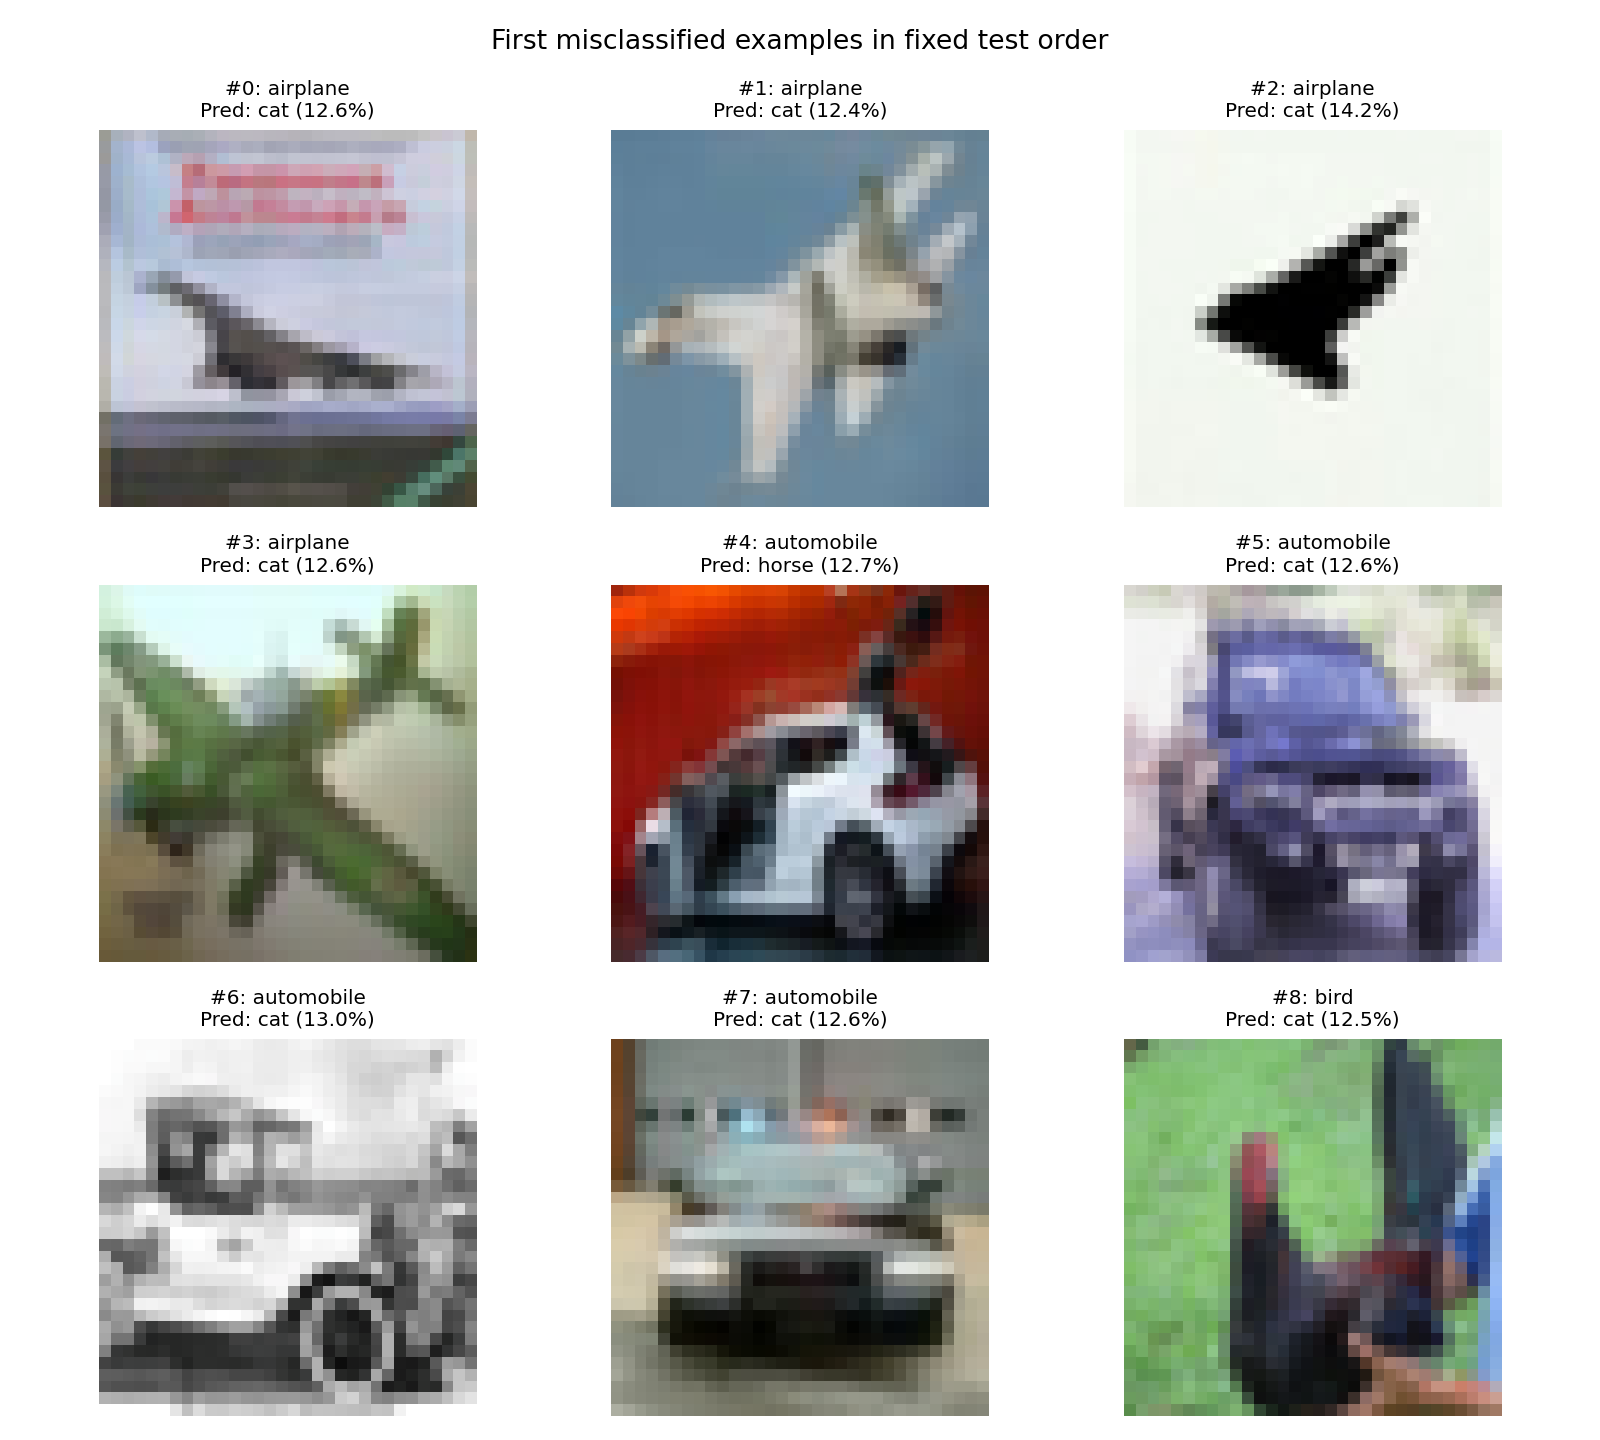 First misclassified examples in fixed test order
#0: airplane
Pred: cat (12.6%)
#1: airplane
Pred: cat (12.4%)
#2: airplane
Pred: cat (14.2%)
#3: airplane
Pred: cat (12.6%)
#4: automobile
Pred: horse (12.7%)
#5: automobile
Pred: cat (12.6%)
#6: automobile
Pred: cat (13.0%)
#7: automobile
Pred: cat (12.6%)
#8: bird
Pred: cat (12.5%)